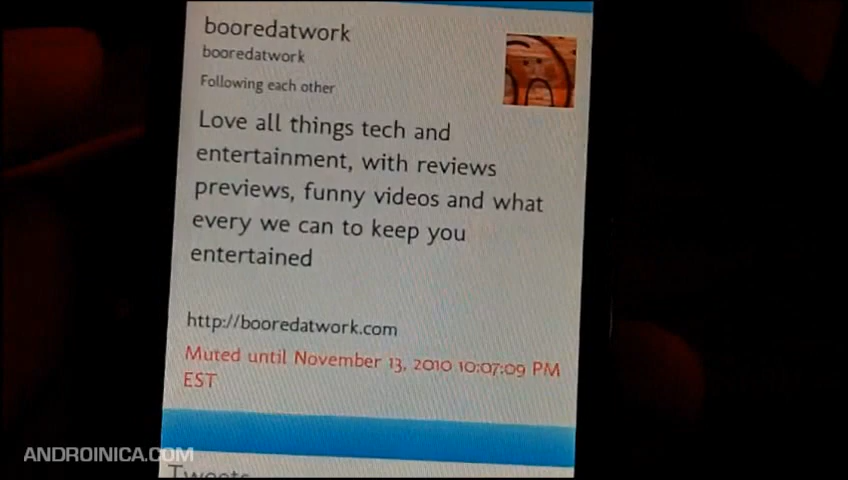 booredatwork
booredatwork
Following each other
Love all things tech and
entertainment, with reviews
previews, funny videos and what
every we can to keep you
entertained
http://booredatwork.com
Muted until November 13, 2010 10:07:09 PM
EST
ANDROINICA.COM
Tweets